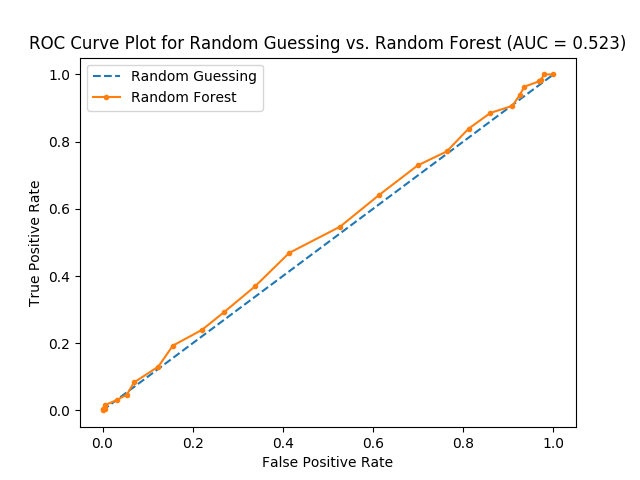 ROC Curve Plot for Random Guessing vs. Random Forest (AUC = 0.523)
Random Guessing
Random Forest
True Positive Rate
1.0
0.8
0.6
0.4
0.2
0.0
0.0 0.2 0.4 0.6 0.8 1.0
False Positive Rate